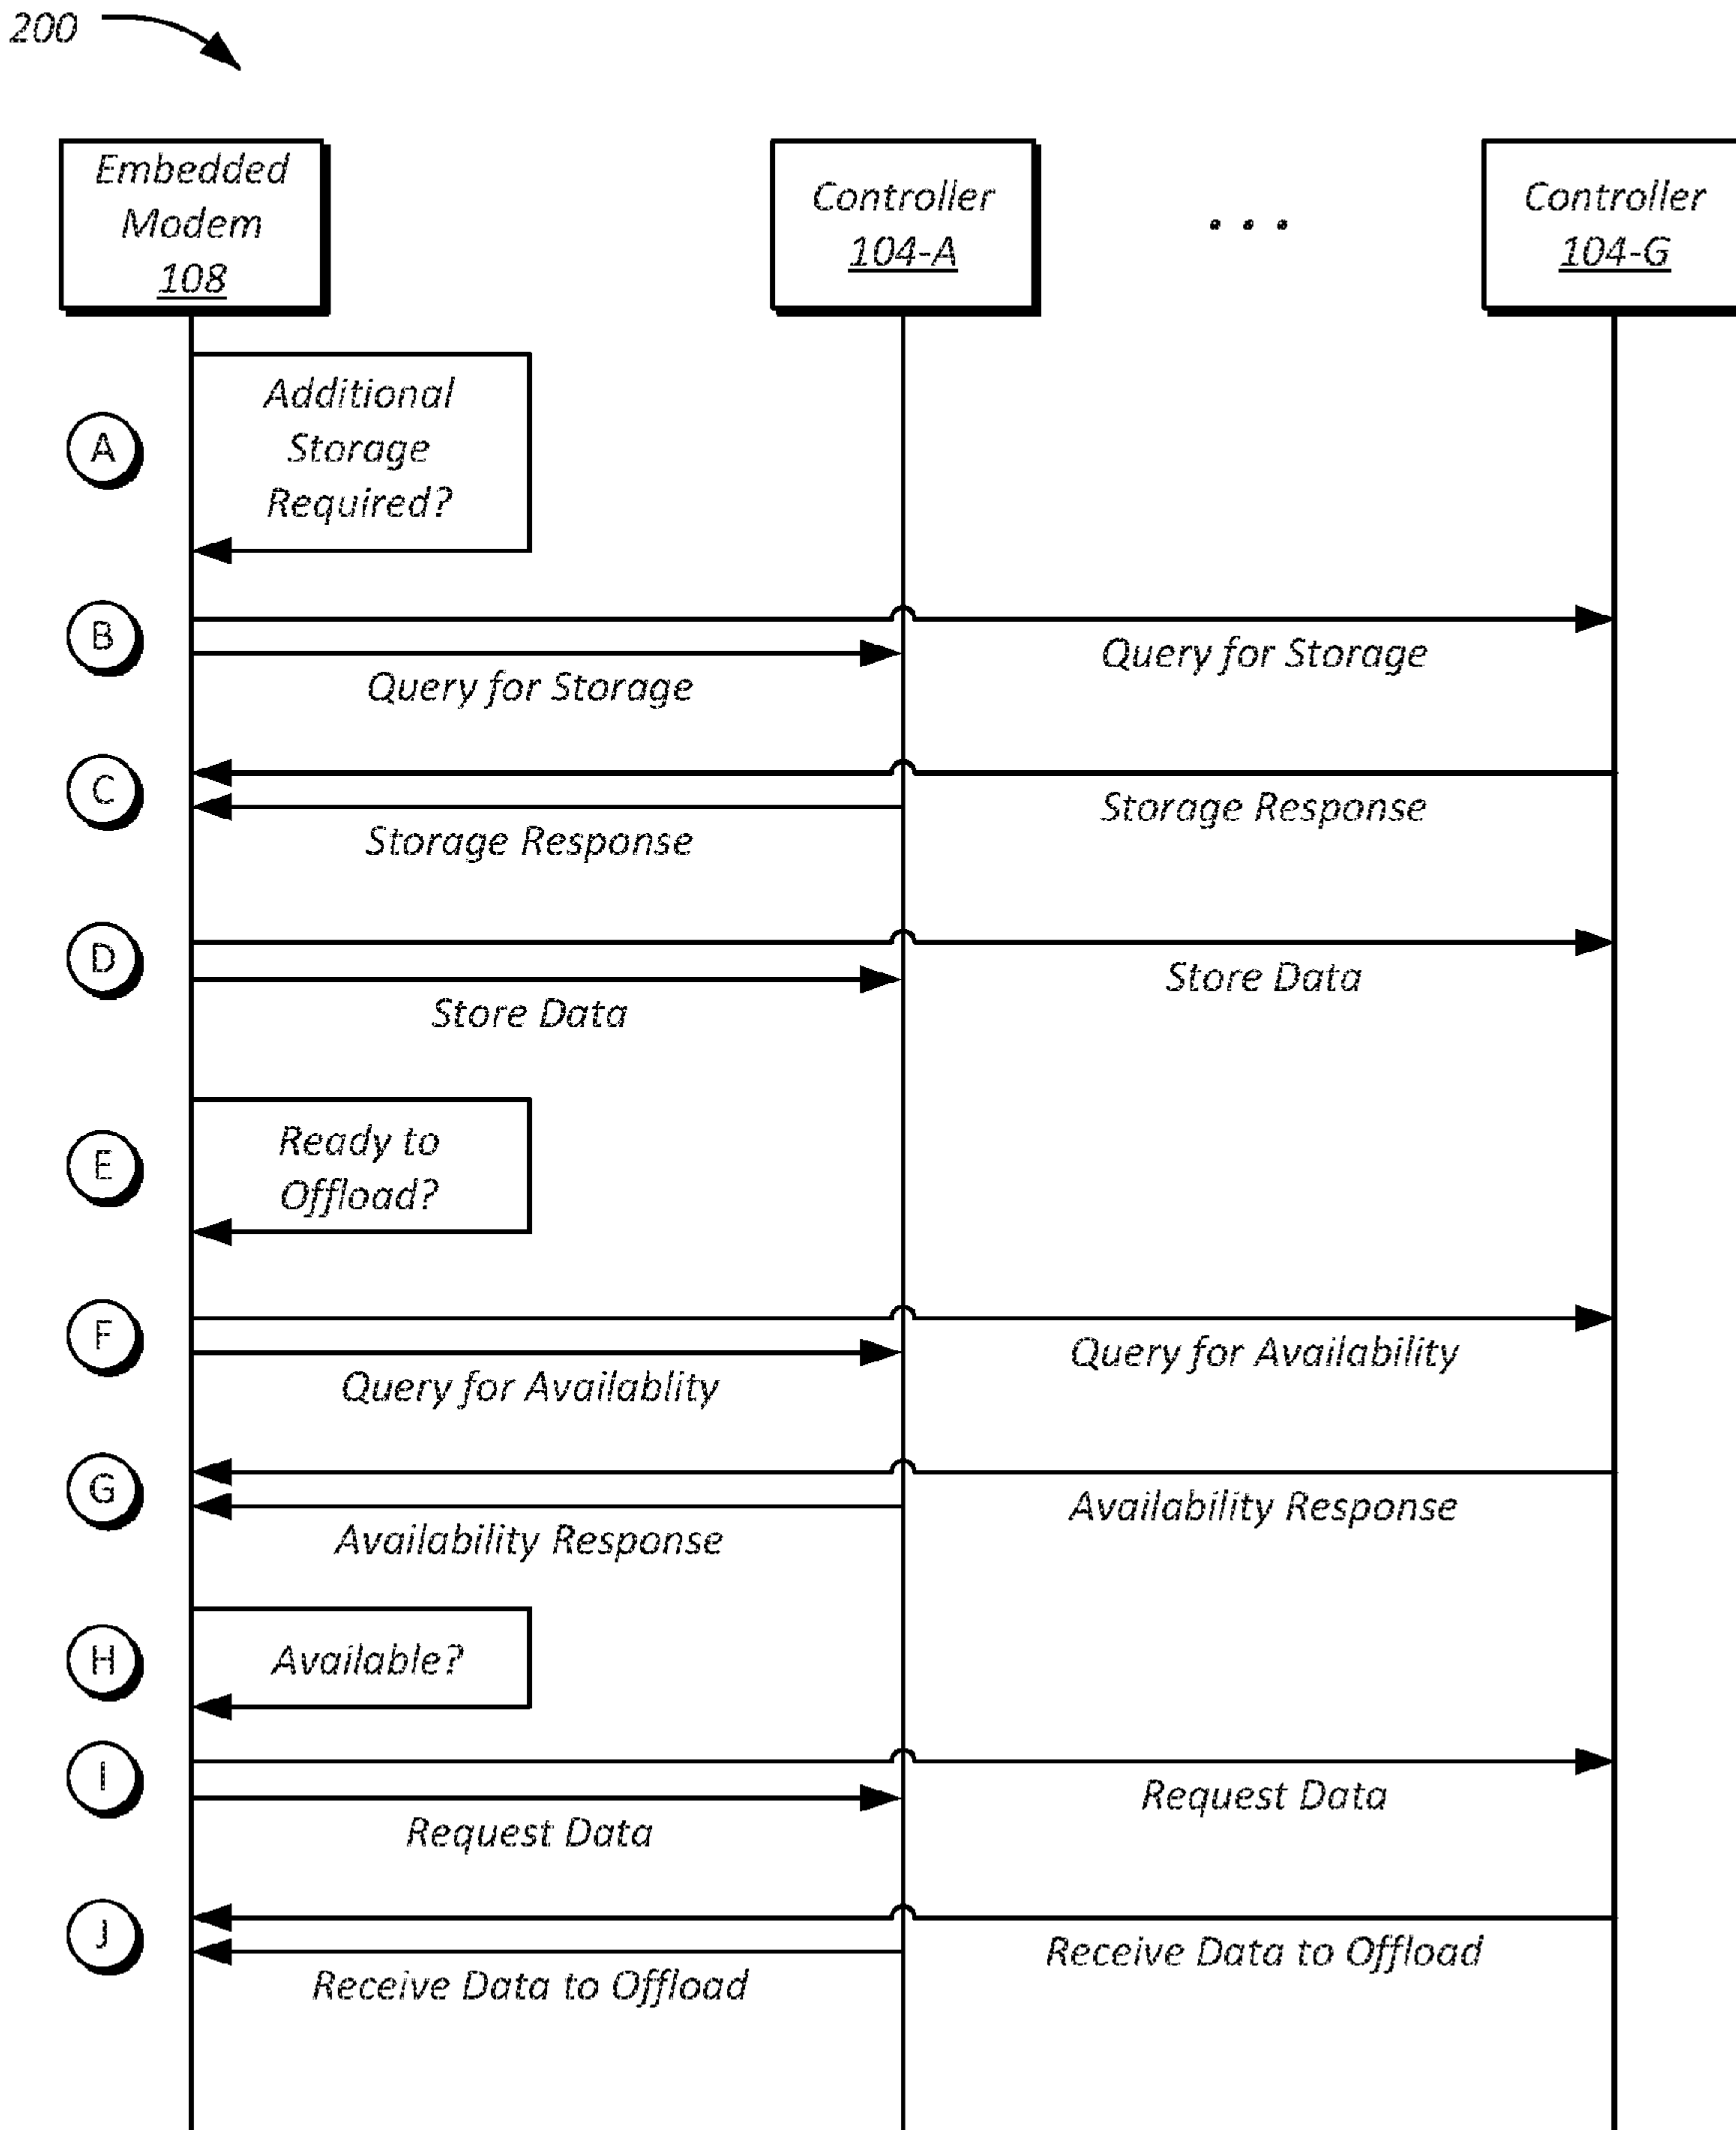 200
Embedded
Modem
108
Controller
104-A
. . .
Controller
104-G
A
Additional
Storage
Required?
B
Query for Storage
Query for Storage
C
Storage Response
Storage Response
D
Store Data
Store Data
E
Ready to
Offload?
F
Query for Availability
Query for Availablity
G
Availability Response
Availability Response
H
Available?
I
Request Data
Request Data
J
Receive Data to Offload
Receive Data to Offload